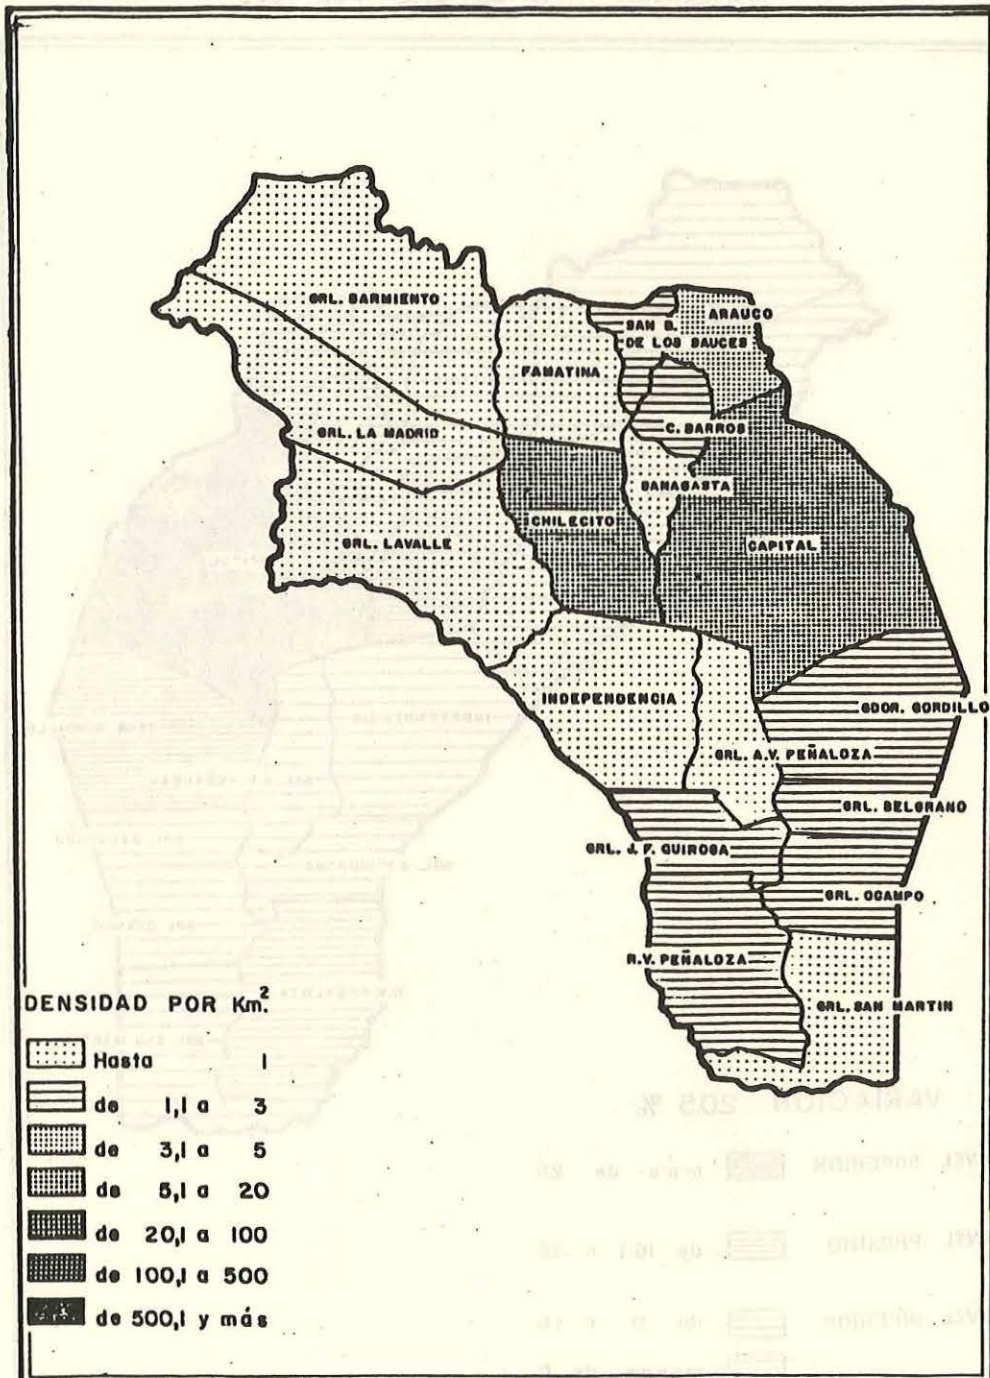 GRL. SARMIENTO
ARAUCO
SAN B.
DE LOS SAUCES
FAMATINA
C. BARROS
GRL. LA MADRID
SANAGASTA
CHILECITO
GRL. LAVALLE
CAPITAL
INDEPENDENCIA
GDOR. GORDILLO
GRL. A.V. PEÑALOZA
GRL. BELGRANO
GRL. J. F. QUIROGA
GRL. OCAMPO
R.V. PEÑALOZA
GRL. SAN MARTIN
DENSIDAD POR Km.²
Hasta 1
de 1,1 a 3
de 3,1 a 5
de 5,1 a 20
de 20,1 a 100
de 100,1 a 500
de 500,1 y más
VARIACION 205 %